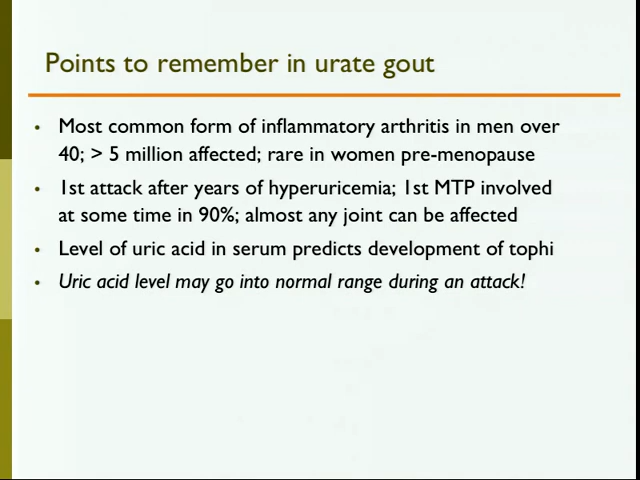 Points to remember in urate gout
• Most common form of inflammatory arthritis in men over
40; > 5 million affected; rare in women pre-menopause
• 1st attack after years of hyperuricemia; 1st MTP involved
at some time in 90%; almost any joint can be affected
• Level of uric acid in serum predicts development of tophi
• Uric acid level may go into normal range during an attack!